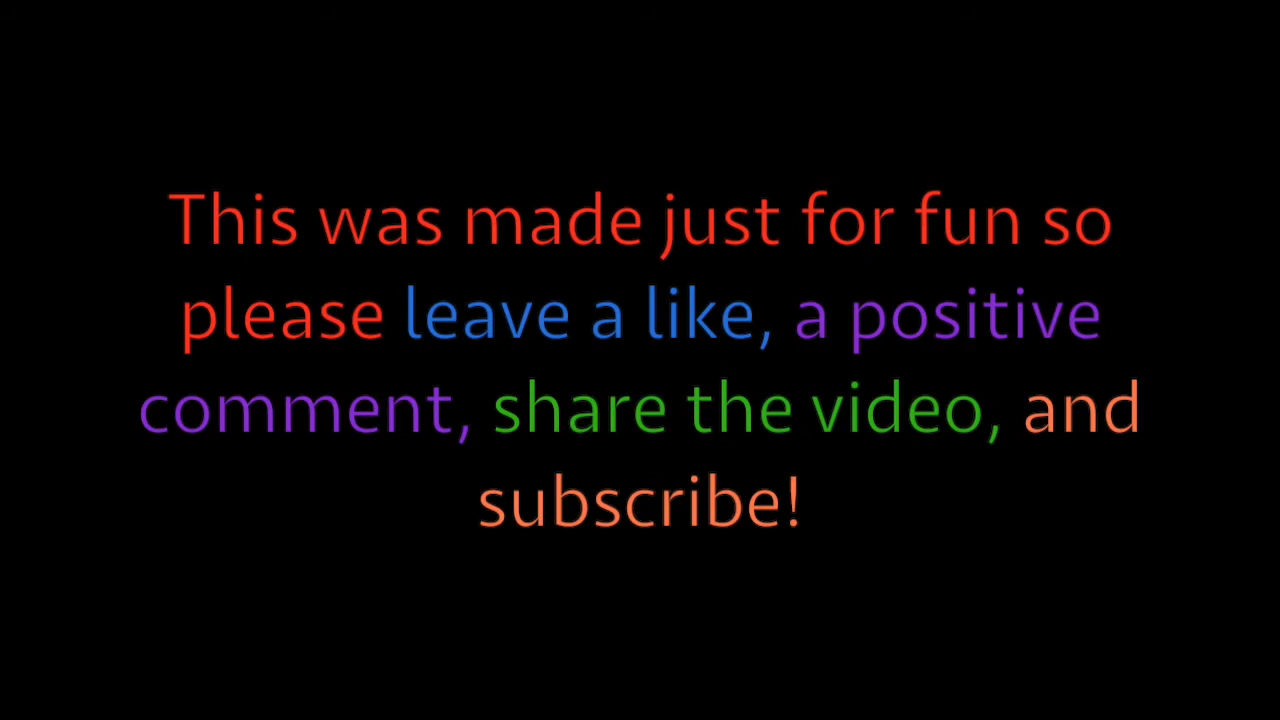 This was made just for fun so
please leave a like, a positive
comment, share the video, and
subscribe!